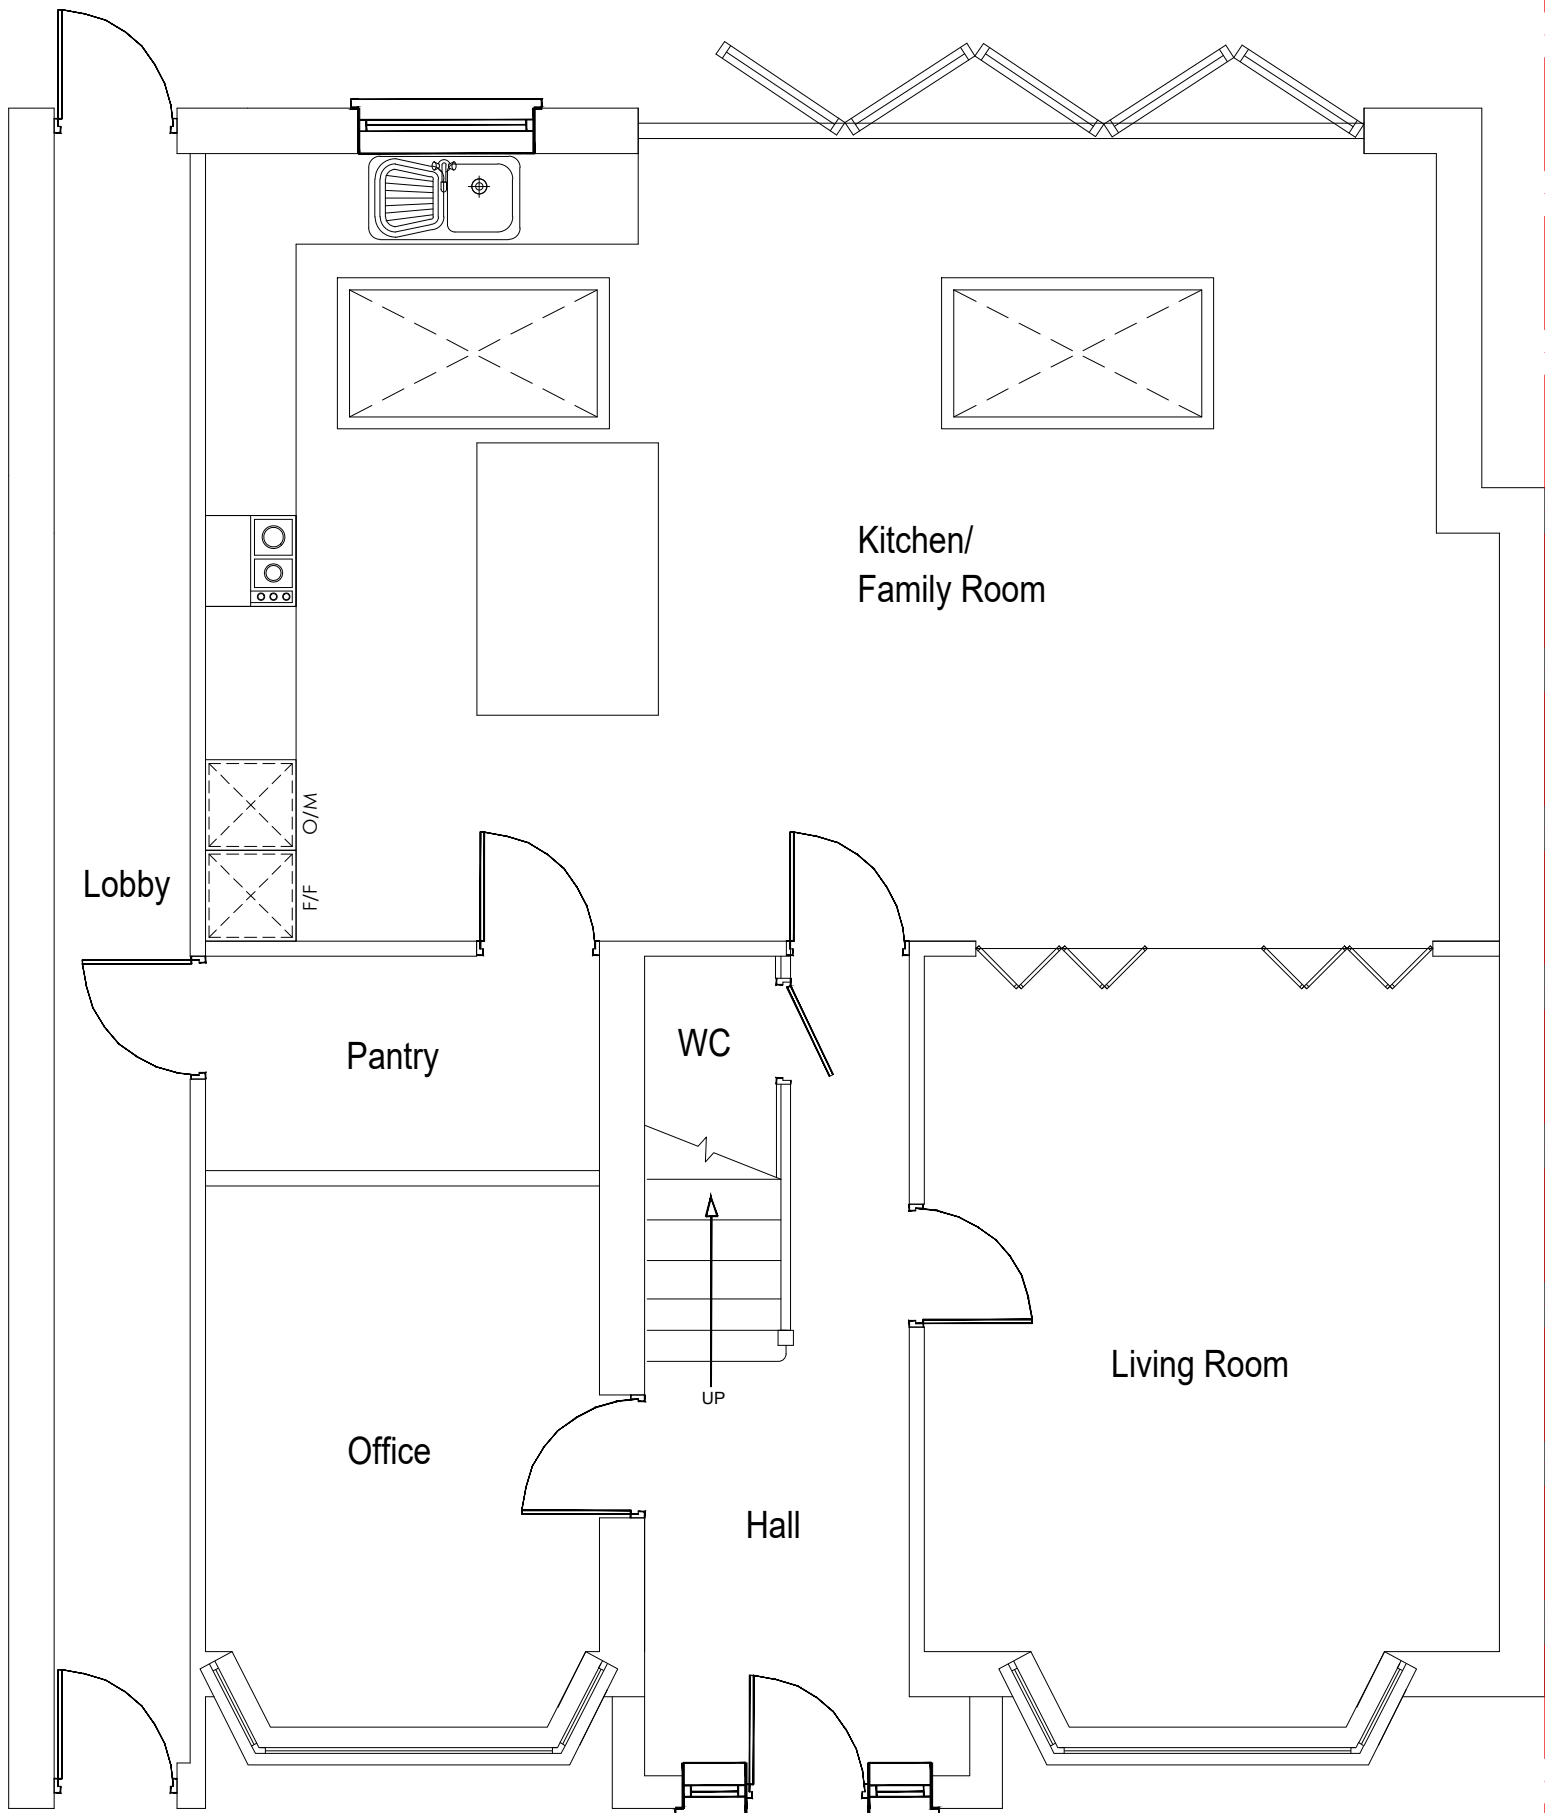 Kitchen/
Family Room
O/M
F/F
Lobby
WC
Pantry
UP
Living Room
Office
Hall